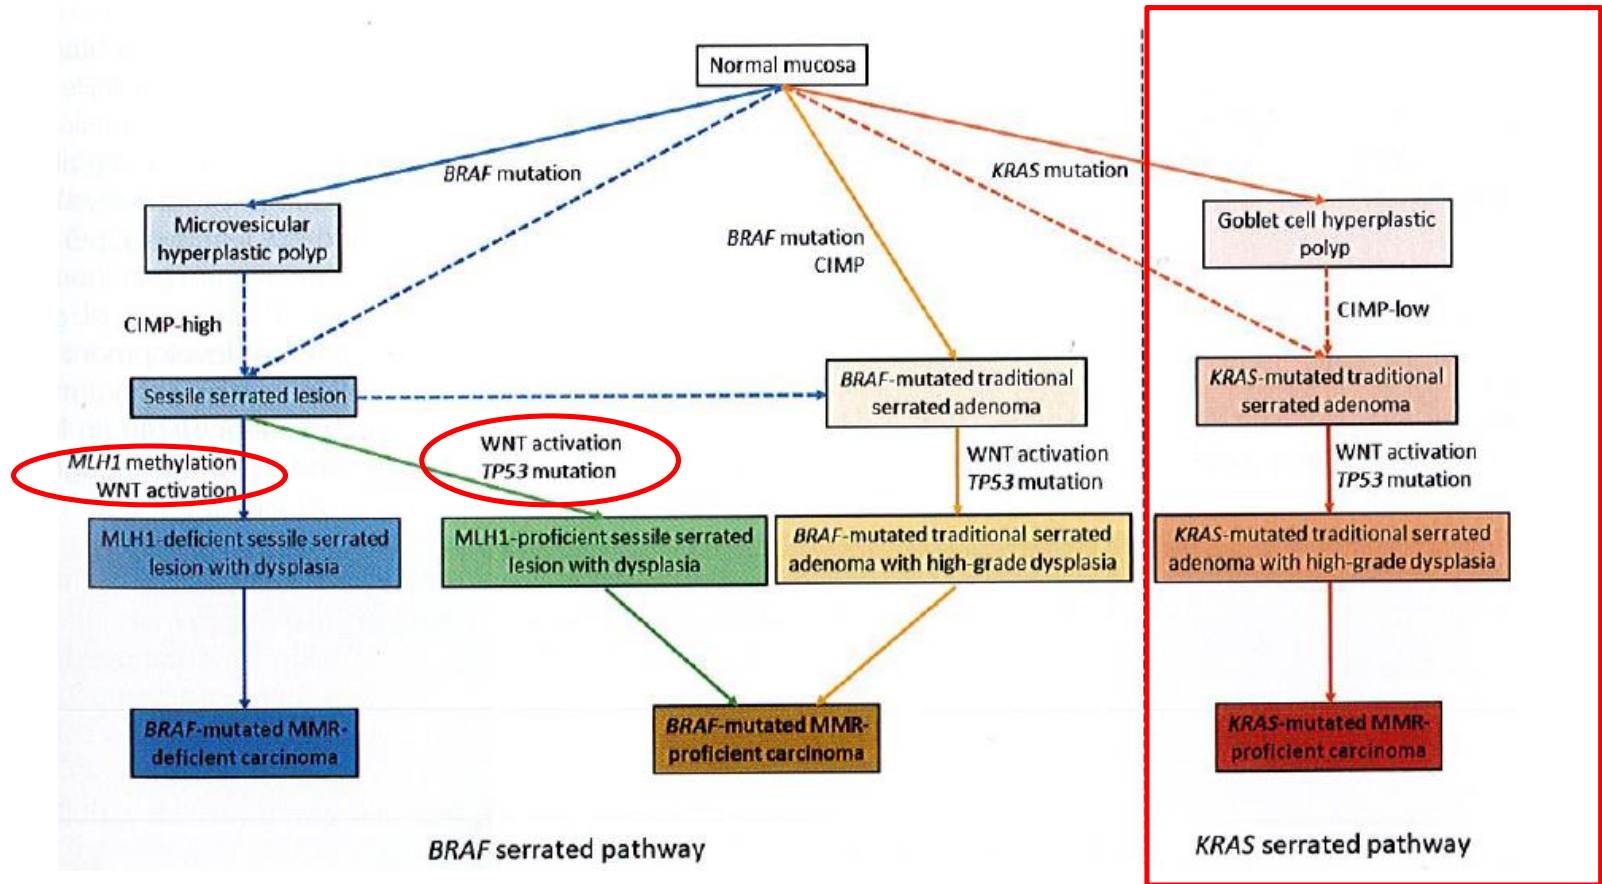 Normal mucosa
BRAF mutation
KRAS mutation
Microvesicular
hyperplastic polyp
BRAF mutation
CIMP
Goblet cell hyperplastic
polyp
CIMP-high
CIMP-low
Sessile serrated lesion
BRAF-mutated traditional
serrated adenoma
KRAS-mutated traditional
serrated adenoma
MLH1 methylation
WNT activation
WNT activation
TP53 mutation
WNT activation
TP53 mutation
WNT activation
TP53 mutation
MLH1-deficient sessile serrated
lesion with dysplasia
MLH1-proficient sessile serrated
lesion with dysplasia
BRAF-mutated traditional serrated
adenoma with high-grade dysplasia
KRAS-mutated traditional serrated
adenoma with high-grade dysplasia
BRAF-mutated MMR-
deficient carcinoma
BRAF-mutated MMR-
proficient carcinoma
KRAS-mutated MMR-
proficient carcinoma
BRAF serrated pathway
KRAS serrated pathway